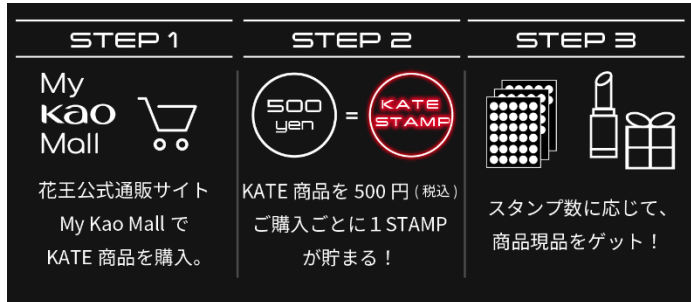 STEP 1
My
Kao
Mall
花王公式通販サイト
My Kao Mall で
KATE 商品を購入。
STEP 2
500
yen
=
KATE
STAMP
KATE 商品を 500 円 (税込)
ご購入ごとに 1 STAMP
が貯まる！
STEP 3
スタンプ数に応じて、
商品現品をゲット！